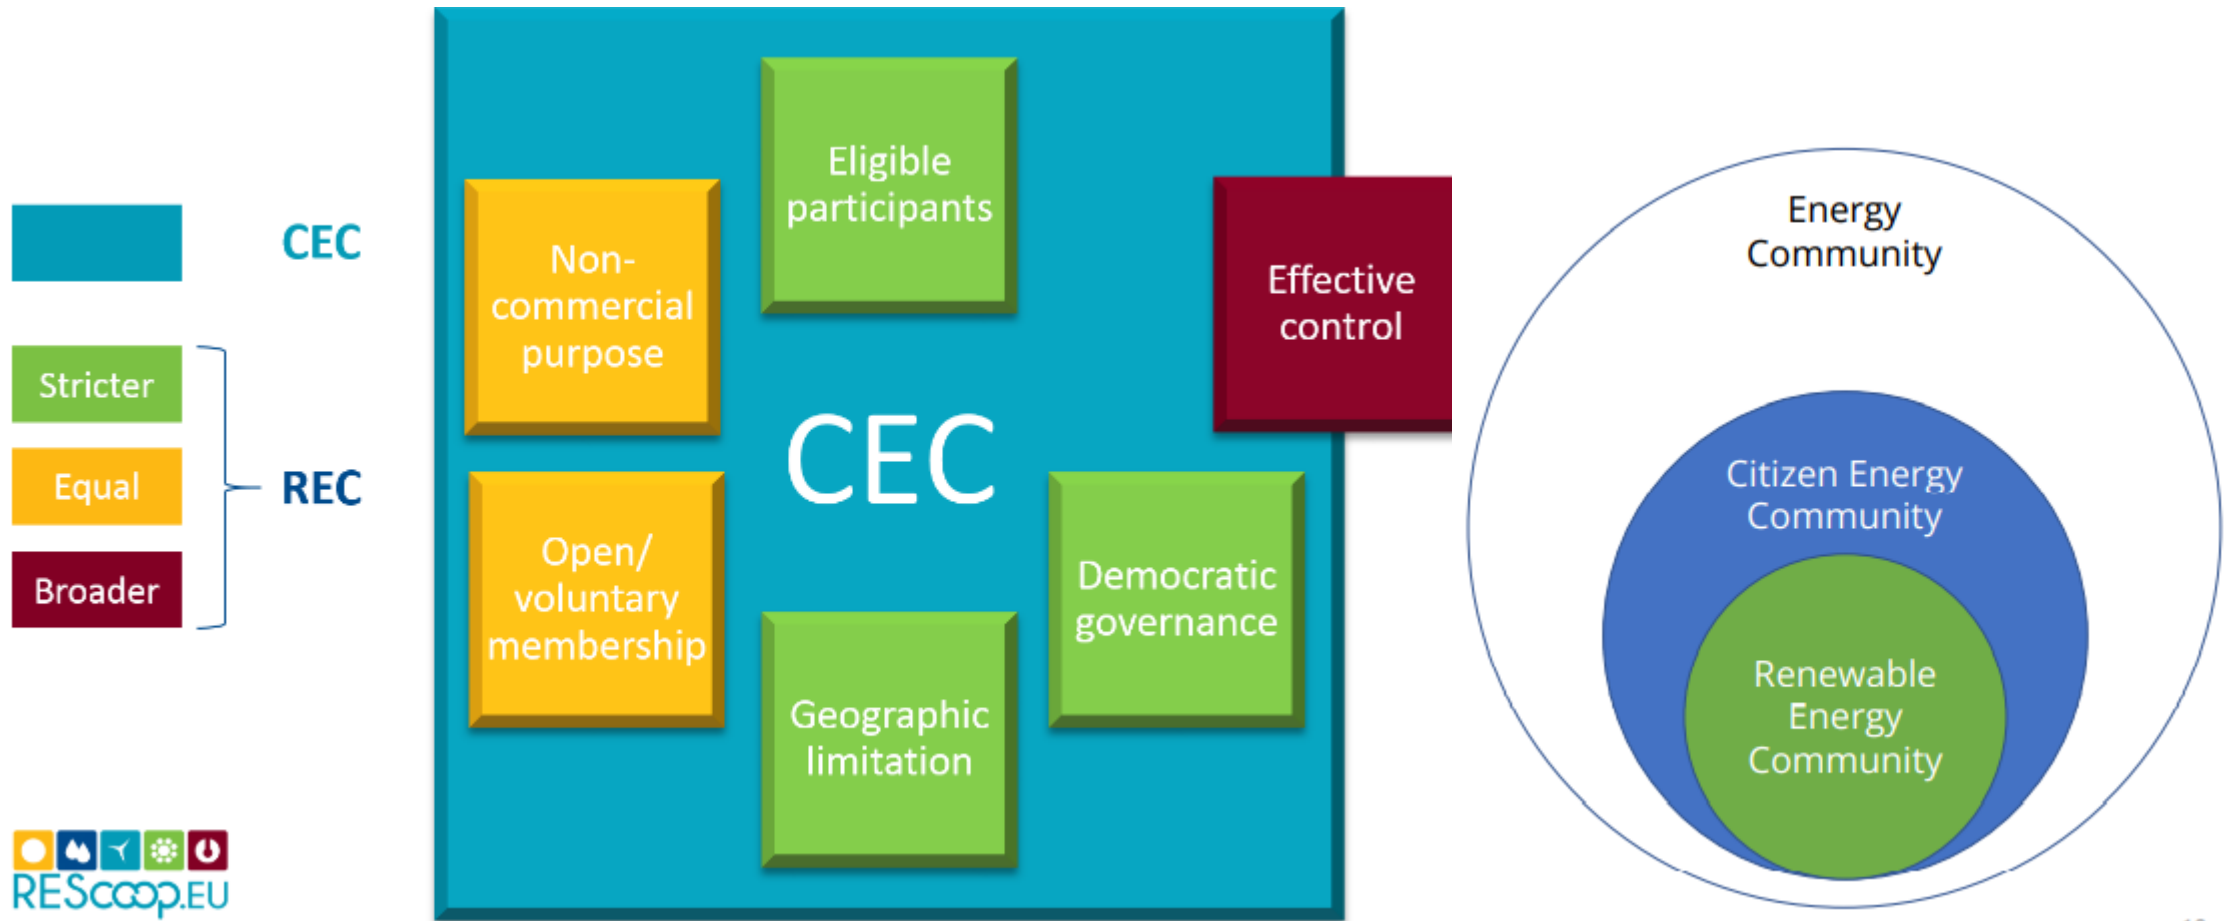 CEC
Stricter
Equal
Broader
REC
REScoop.EU
Eligible
participants
Non-
commercial
purpose
Effective
control
CEC
Open/
voluntary
membership
Democratic
governance
Geographic
limitation
Energy
Community
Citizen Energy
Community
Renewable
Energy
Community